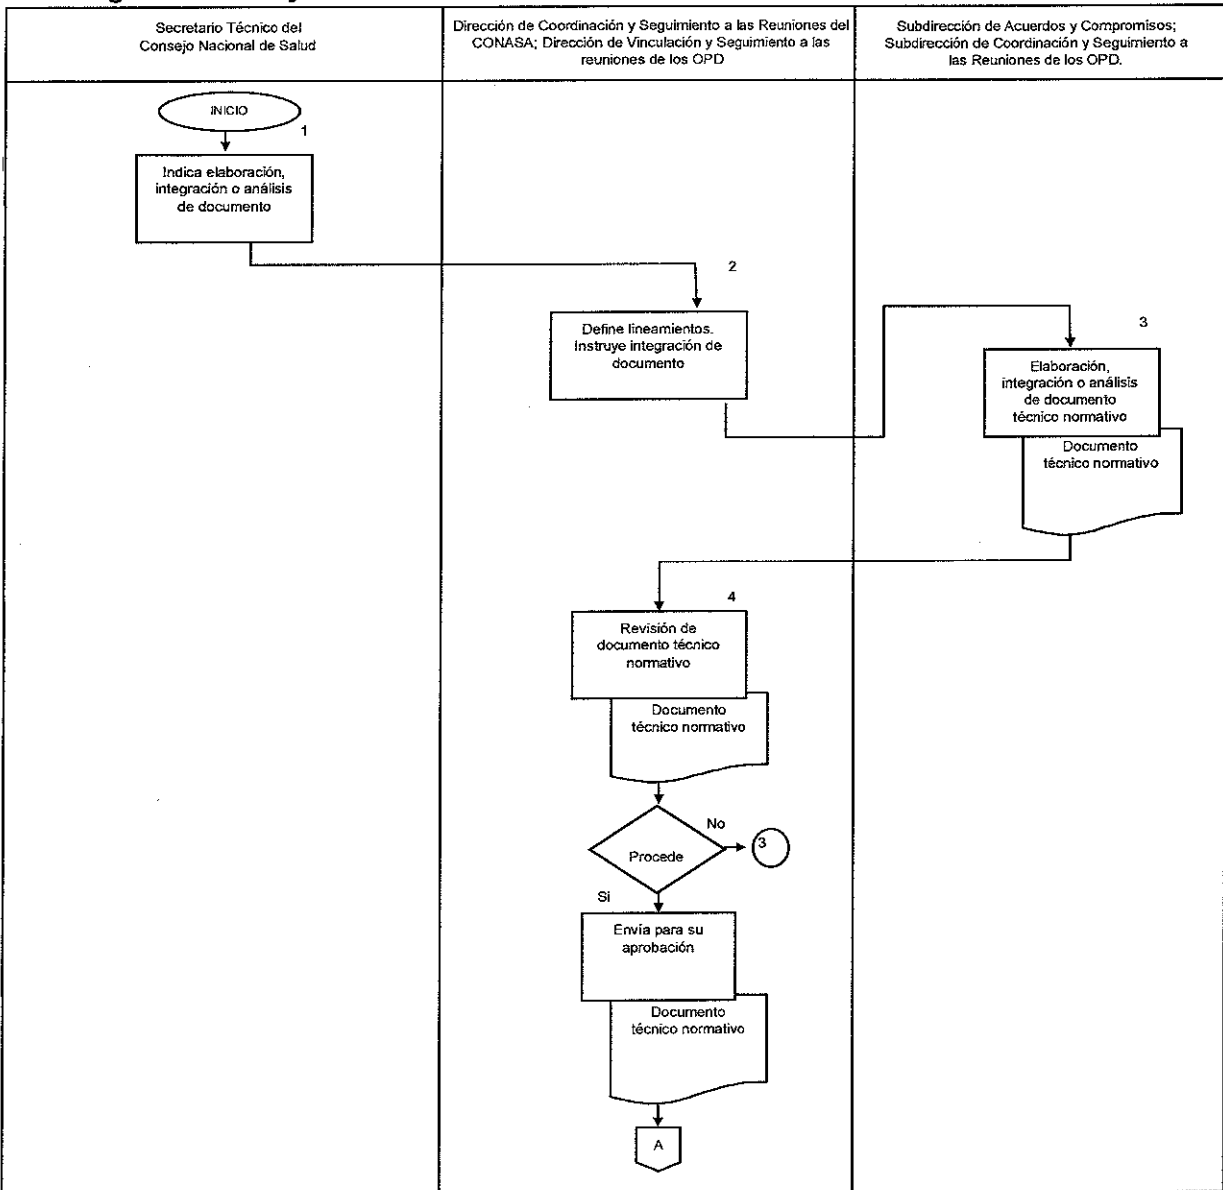 Secretario Técnico del
Consejo Nacional de Salud
Dirección de Coordinación y Seguimiento a las Reuniones del
CONASA; Dirección de Vinculación y Seguimiento a las
reuniones de los OPD
Subdirección de Acuerdos y Compromisos;
Subdirección de Coordinación y Seguimiento a
las Reuniones de los OPD.
INICIO
1
Indica elaboración,
integración o análisis
de documento
2
Define lineamientos.
Instruye integración de
documento
3
Elaboración,
integración o análisis
de documento
técnico normativo
Documento
técnico normativo
4
Revisión de
documento técnico
normativo
Documento
técnico normativo
No
3
Procede
Si
Envía para su
aprobación
Documento
técnico normativo
A